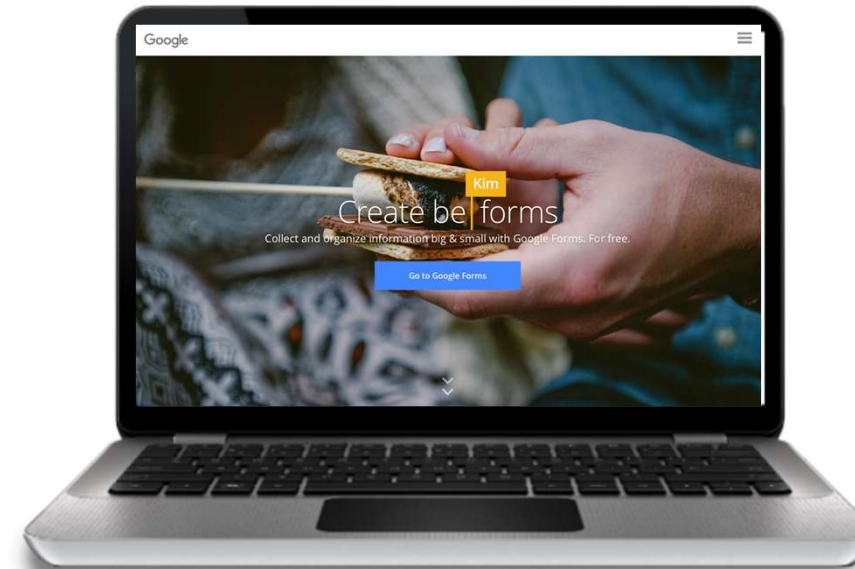 Google
Kim
Create be forms
Collect and organize information big & small with Google Forms. For free.
Go to Google Forms